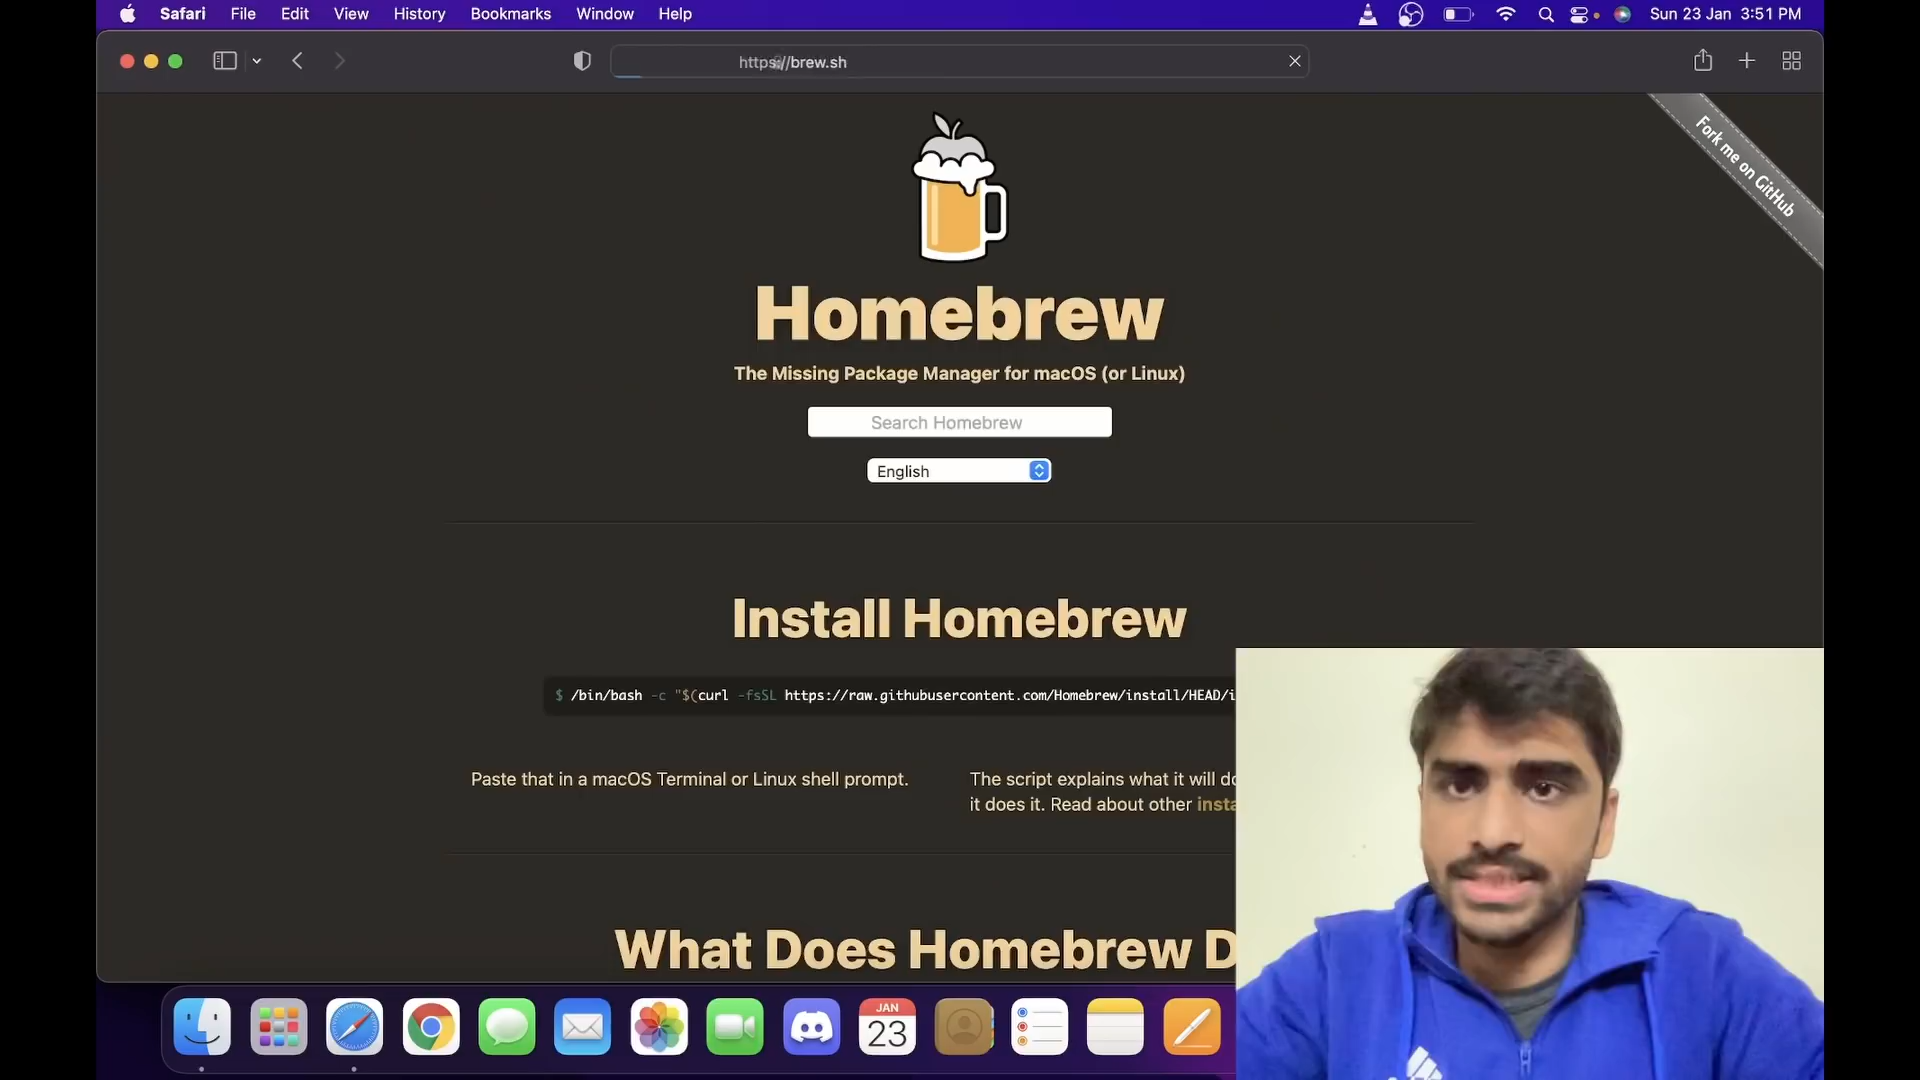 Safari File Edit View History Bookmarks Window Help Sun 23 Jan 3:51 PM
https://brew.sh
Fork me on GitHub
Homebrew
The Missing Package Manager for macOS (or Linux)
Search Homebrew
English
Install Homebrew
$ /bin/bash -c "$(curl -fsSL https://raw.githubusercontent.com/Homebrew/install/HEAD/i
Paste that in a macOS Terminal or Linux shell prompt.
The script explains what it will do
it does it. Read about other insta
What Does Homebrew D
JAN
23